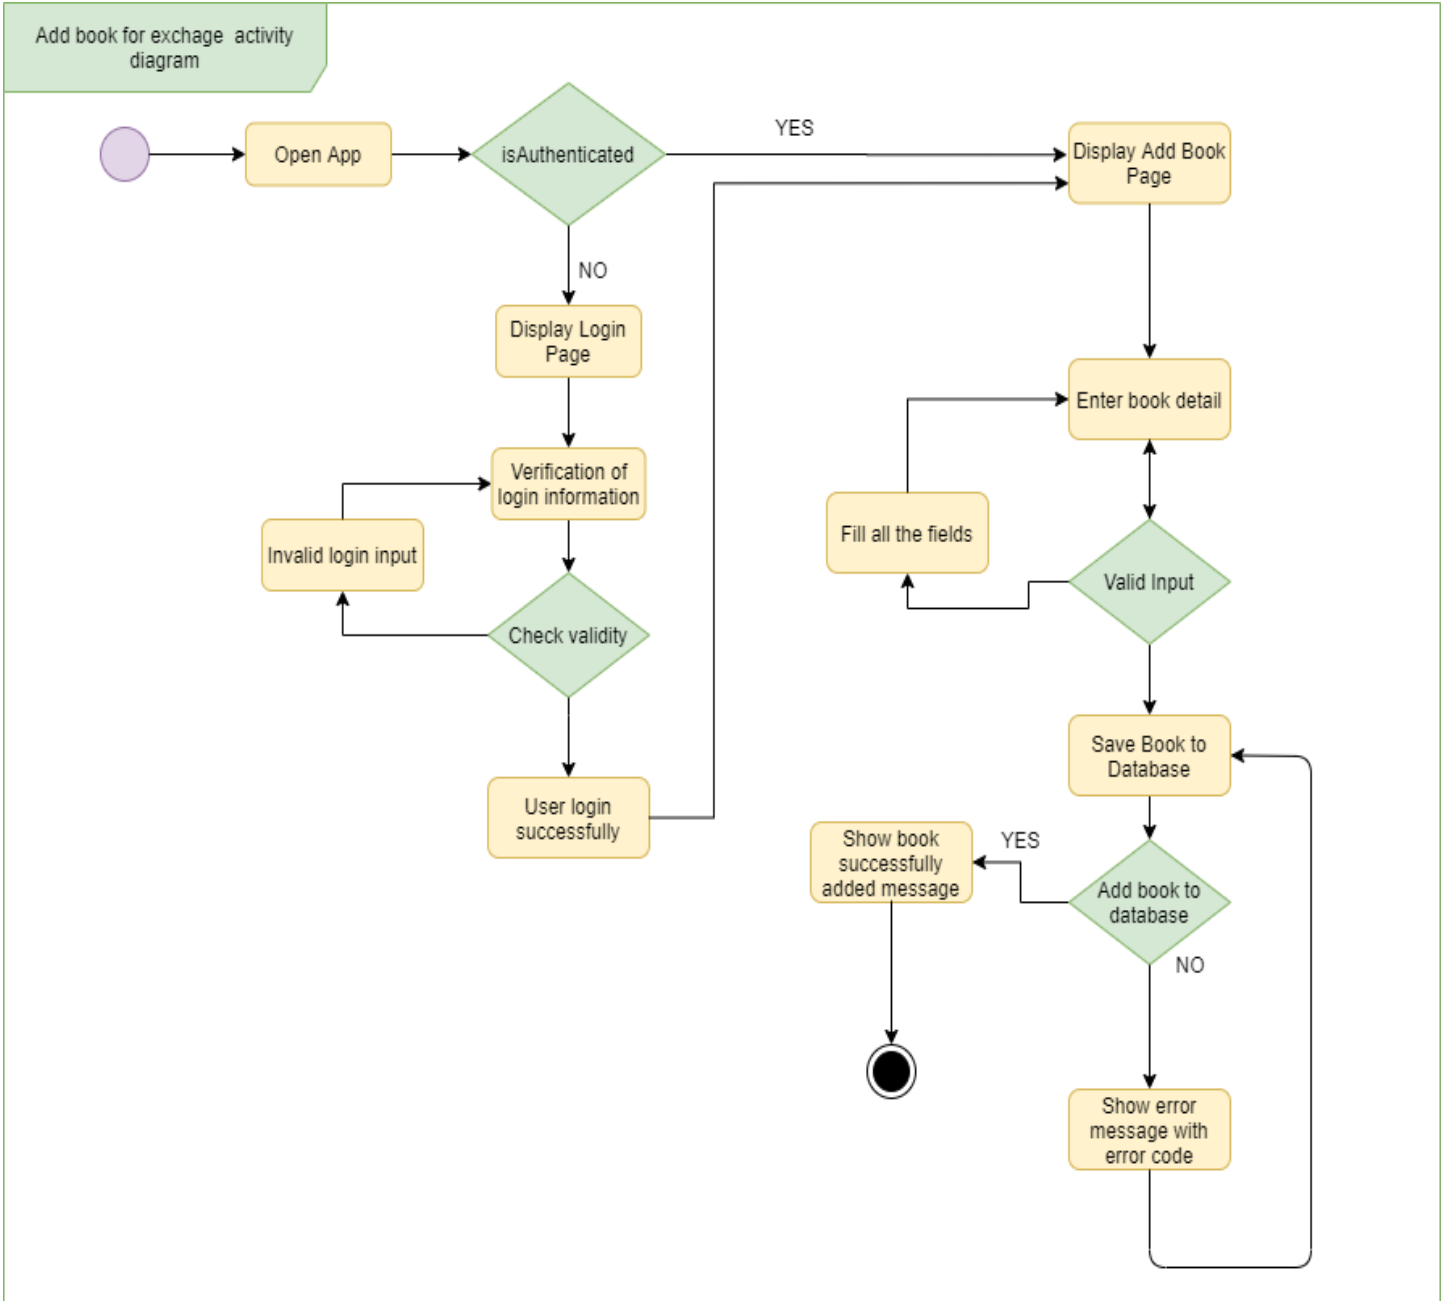 Add book for exchage activity
diagram
Open App
isAuthenticated
YES
Display Add Book
Page
NO
Display Login
Page
Enter book detail
Verification of
login information
Invalid login input
Fill all the fields
Valid Input
Check validity
Save Book to
Database
User login
successfully
Show book
successfully
added message
YES
Add book to
database
NO
Show error
message with
error code